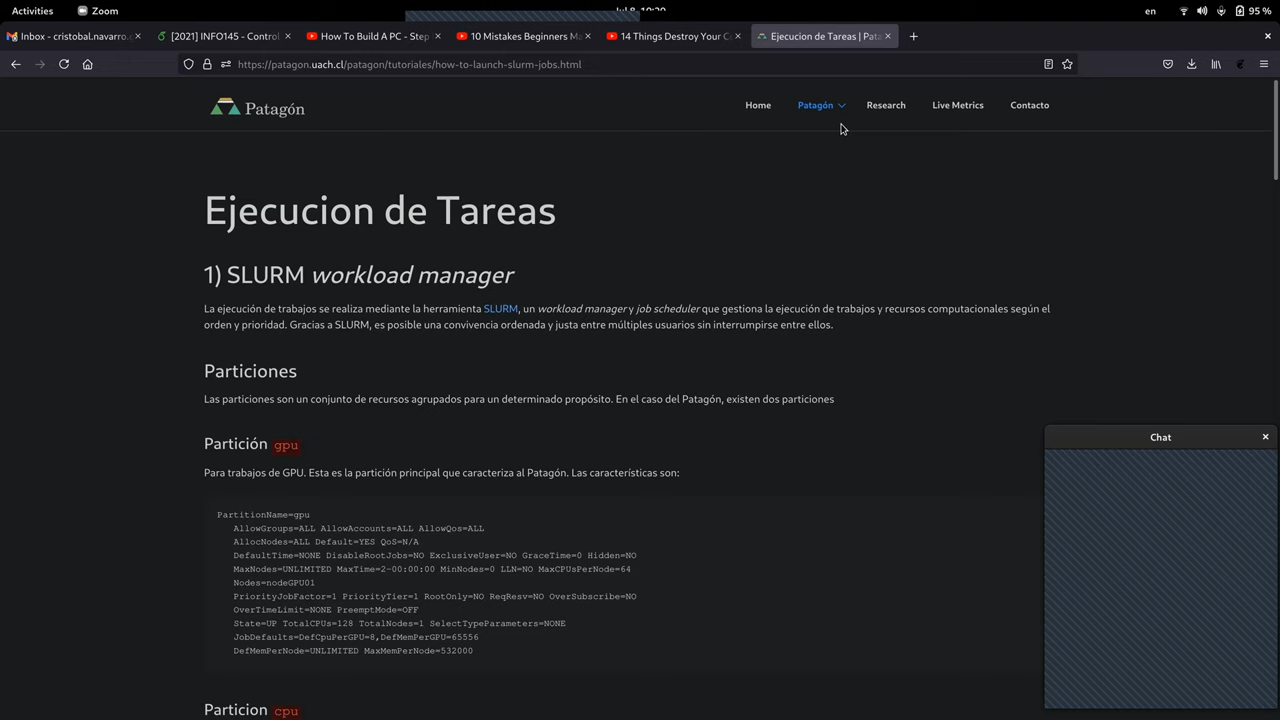 Activities
Zoom
Jul 8, 10:20
en
95 %
Inbox - cristobal.navarro.
[2021] INFO145 - Control
How To Build A PC - Step
10 Mistakes Beginners Ma
14 Things Destroy Your C
Ejecucion de Tareas | Pata
https://patagon.uach.cl/patagon/tutoriales/how-to-launch-slurm-jobs.html
Patagón
Home
Patagón
Research
Live Metrics
Contacto
Ejecucion de Tareas
1) SLURM workload manager
La ejecución de trabajos se realiza mediante la herramienta SLURM, un workload manager y job scheduler que gestiona la ejecución de trabajos y recursos computacionales según el
orden y prioridad. Gracias a SLURM, es posible una convivencia ordenada y justa entre múltiples usuarios sin interrumpirse entre ellos.
Particiones
Las particiones son un conjunto de recursos agrupados para un determinado propósito. En el caso del Patagón, existen dos particiones
Partición gpu
Para trabajos de GPU. Esta es la partición principal que caracteriza al Patagón. Las características son:
PartitionName=gpu
AllowGroups=ALL AllowAccounts=ALL AllowQos=ALL
AllocNodes=ALL Default=YES QoS=N/A
DefaultTime=NONE DisableRootJobs=NO ExclusiveUser=NO GraceTime=0 Hidden=NO
MaxNodes=UNLIMITED MaxTime=2-00:00:00 MinNodes=0 LLN=NO MaxCPUsPerNode=64
Nodes=nodeGPU01
PriorityJobFactor=1 PriorityTier=1 RootOnly=NO ReqResv=NO OverSubscribe=NO
OverTimeLimit=NONE PreemptMode=OFF
State=UP TotalCPUs=128 TotalNodes=1 SelectTypeParameters=NONE
JobDefaults=DefCpuPerGPU=8,DefMemPerGPU=65556
DefMemPerNode=UNLIMITED MaxMemPerNode=532000
Particion cpu
Chat